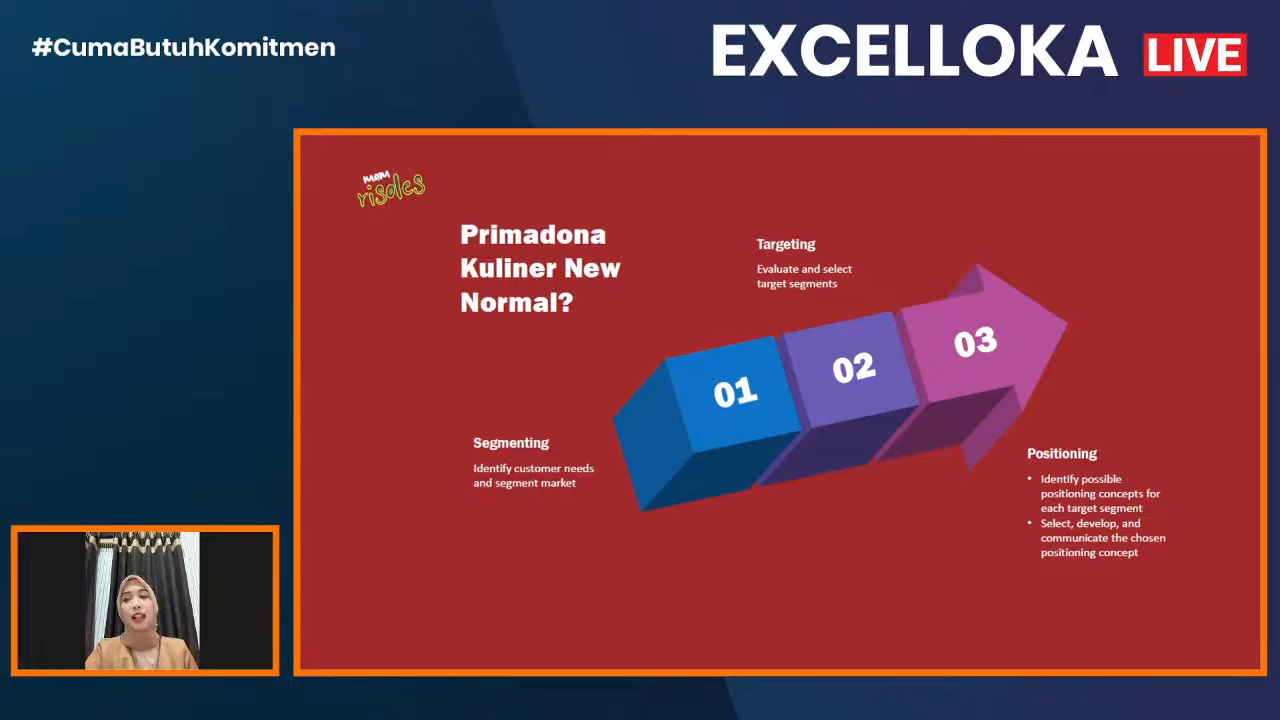 #CumaButuhKomitmen
EXCELLOKA LIVE
MAM
risoles
Primadona
Kuliner New
Normal?
Targeting
Evaluate and select
target segments
01
02
03
Segmenting
Identify customer needs
and segment market
Positioning
• Identify possible
positioning concepts for
each target segment
• Select, develop, and
communicate the chosen
positioning concept